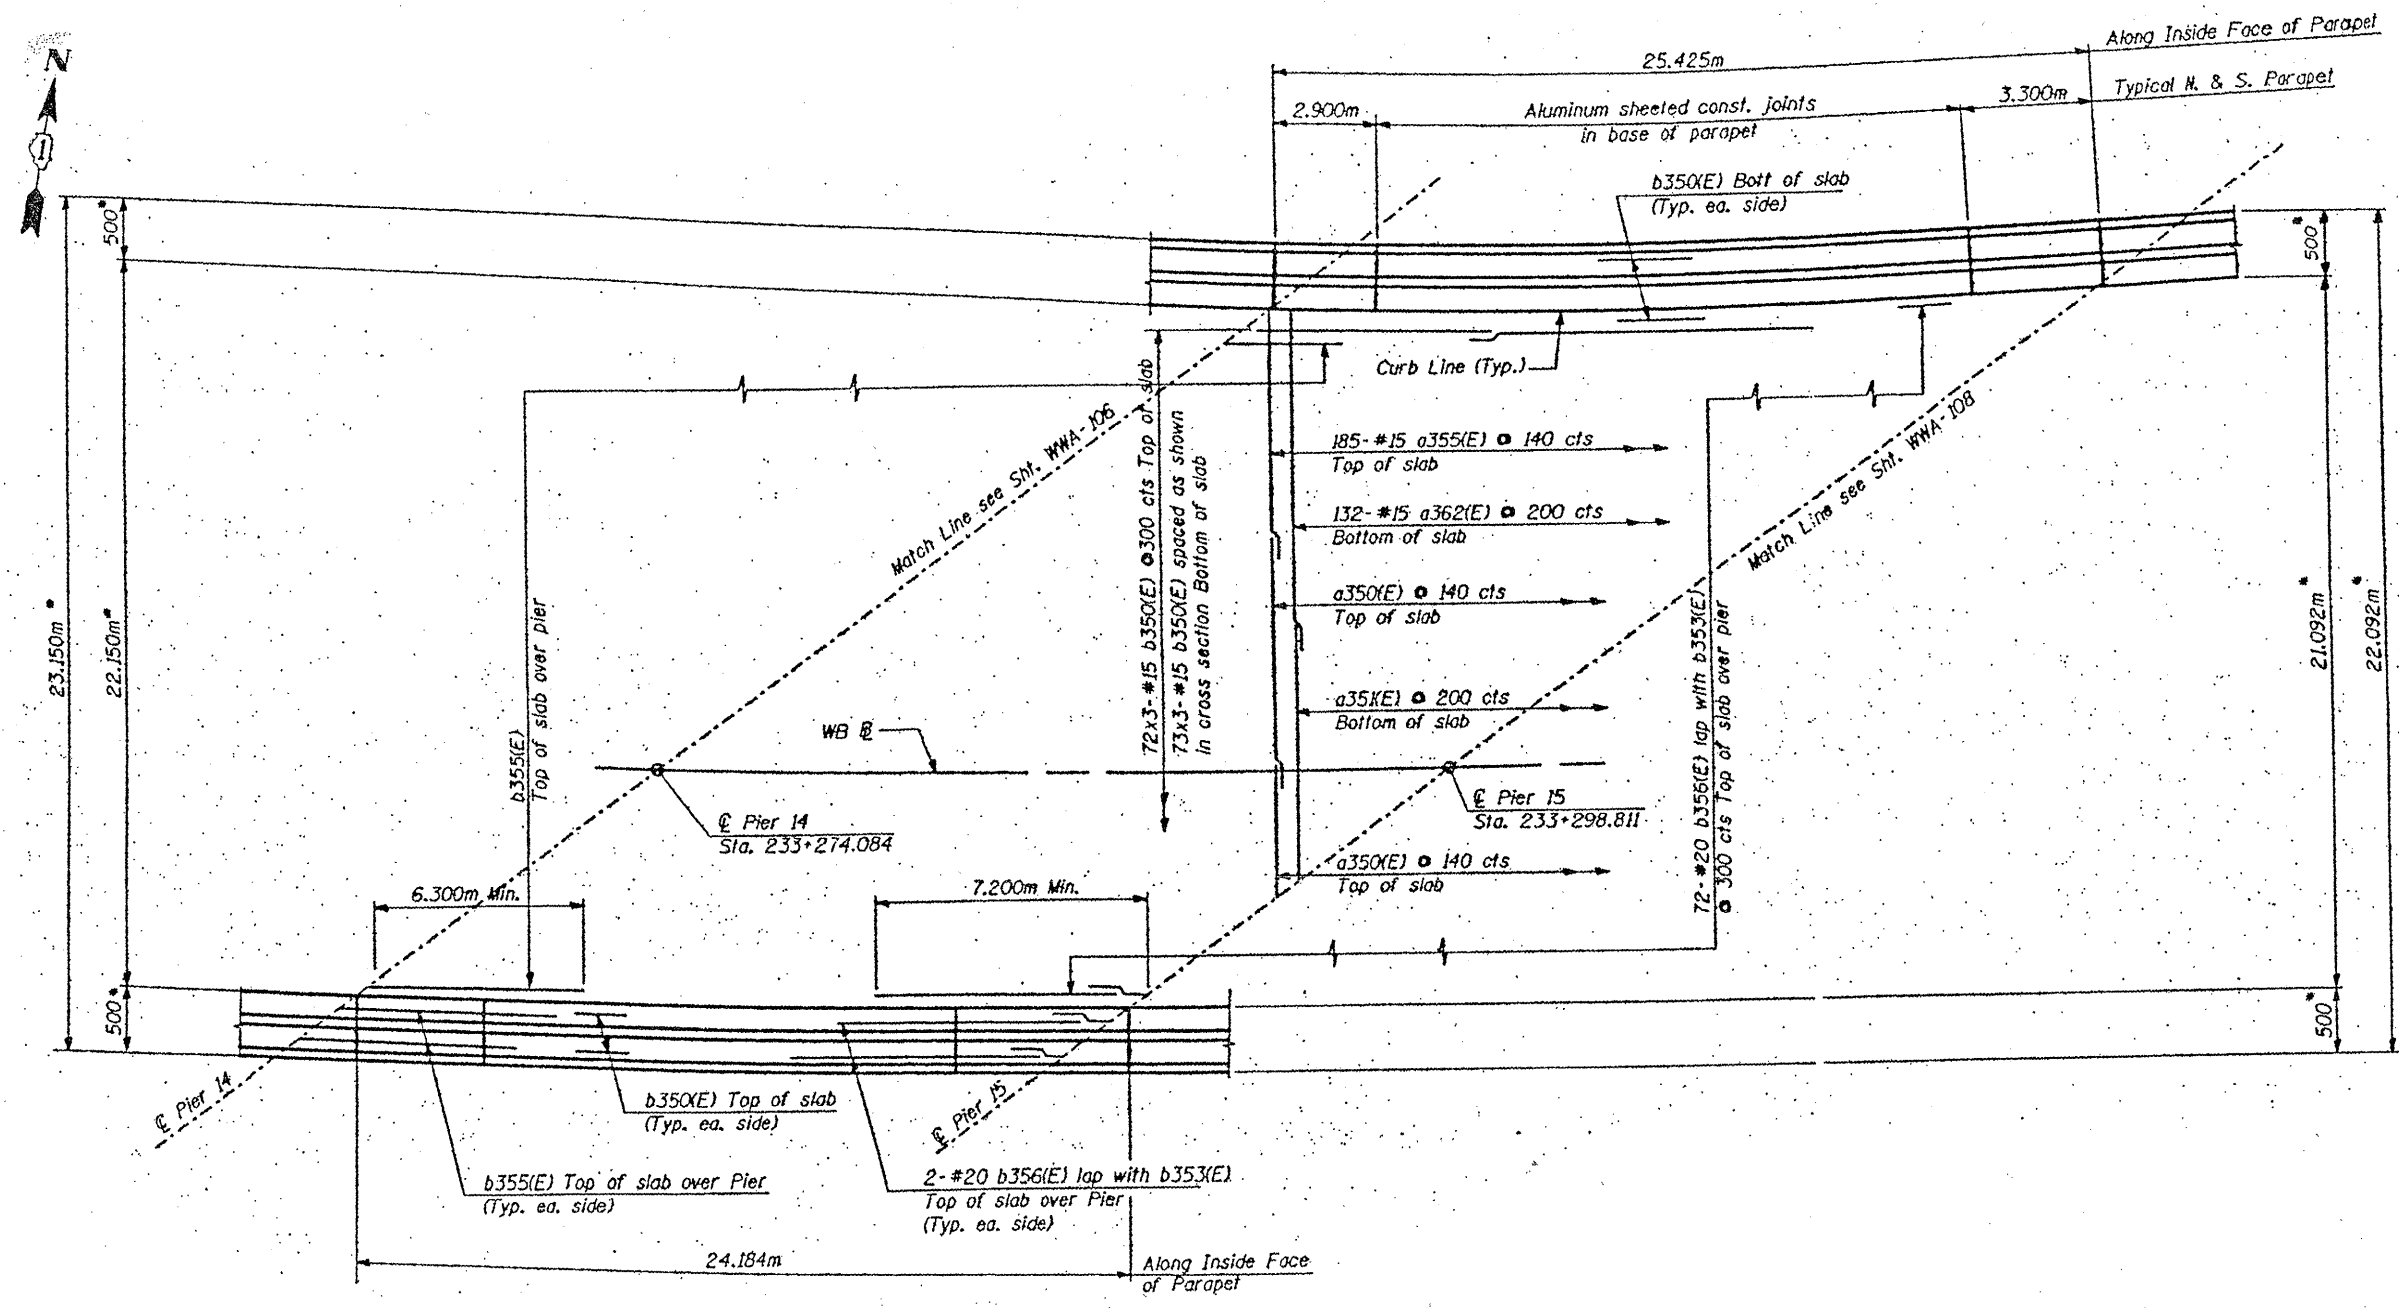 N
1
Along Inside Face of Parapet
25.425m
Typical N. & S. Parapet
3.300m
2.900m
Aluminum sheeted const. joints
in base of parapet
b350(E) Bott of slab
(Typ. ea. side)
500*
500*
Curb Line (Typ.)
Match Line see Sht. WWA-106
Match Line see Sht. WWA-108
185-#15 a355(E) @ 140 cts
Top of slab
132-#15 a362(E) @ 200 cts
Bottom of slab
a350(E) @ 140 cts
Top of slab
a351(E) @ 200 cts
Bottom of slab
a350(E) @ 140 cts
Top of slab
72x3-#15 b350(E) @300 cts Top of slab
73x3-#15 b350(E) spaced as shown
in cross section Bottom of slab
72-#20 b356(E) lap with b353(E)
@ 300 cts Top of slab over pier
b355(E)
Top of slab over pier
23.150m*
22.150m*
21.092m*
22.092m*
WB ⅊
℄ Pier 14
Sta. 233+274.084
℄ Pier 15
Sta. 233+298.811
6.300m Min.
7.200m Min.
500*
500*
℄ Pier 14
℄ Pier 15
b350(E) Top of slab
(Typ. ea. side)
b355(E) Top of slab over Pier
(Typ. ea. side)
2-#20 b356(E) lap with b353(E)
Top of slab over Pier
(Typ. ea. side)
24.184m
Along Inside Face
of Parapet